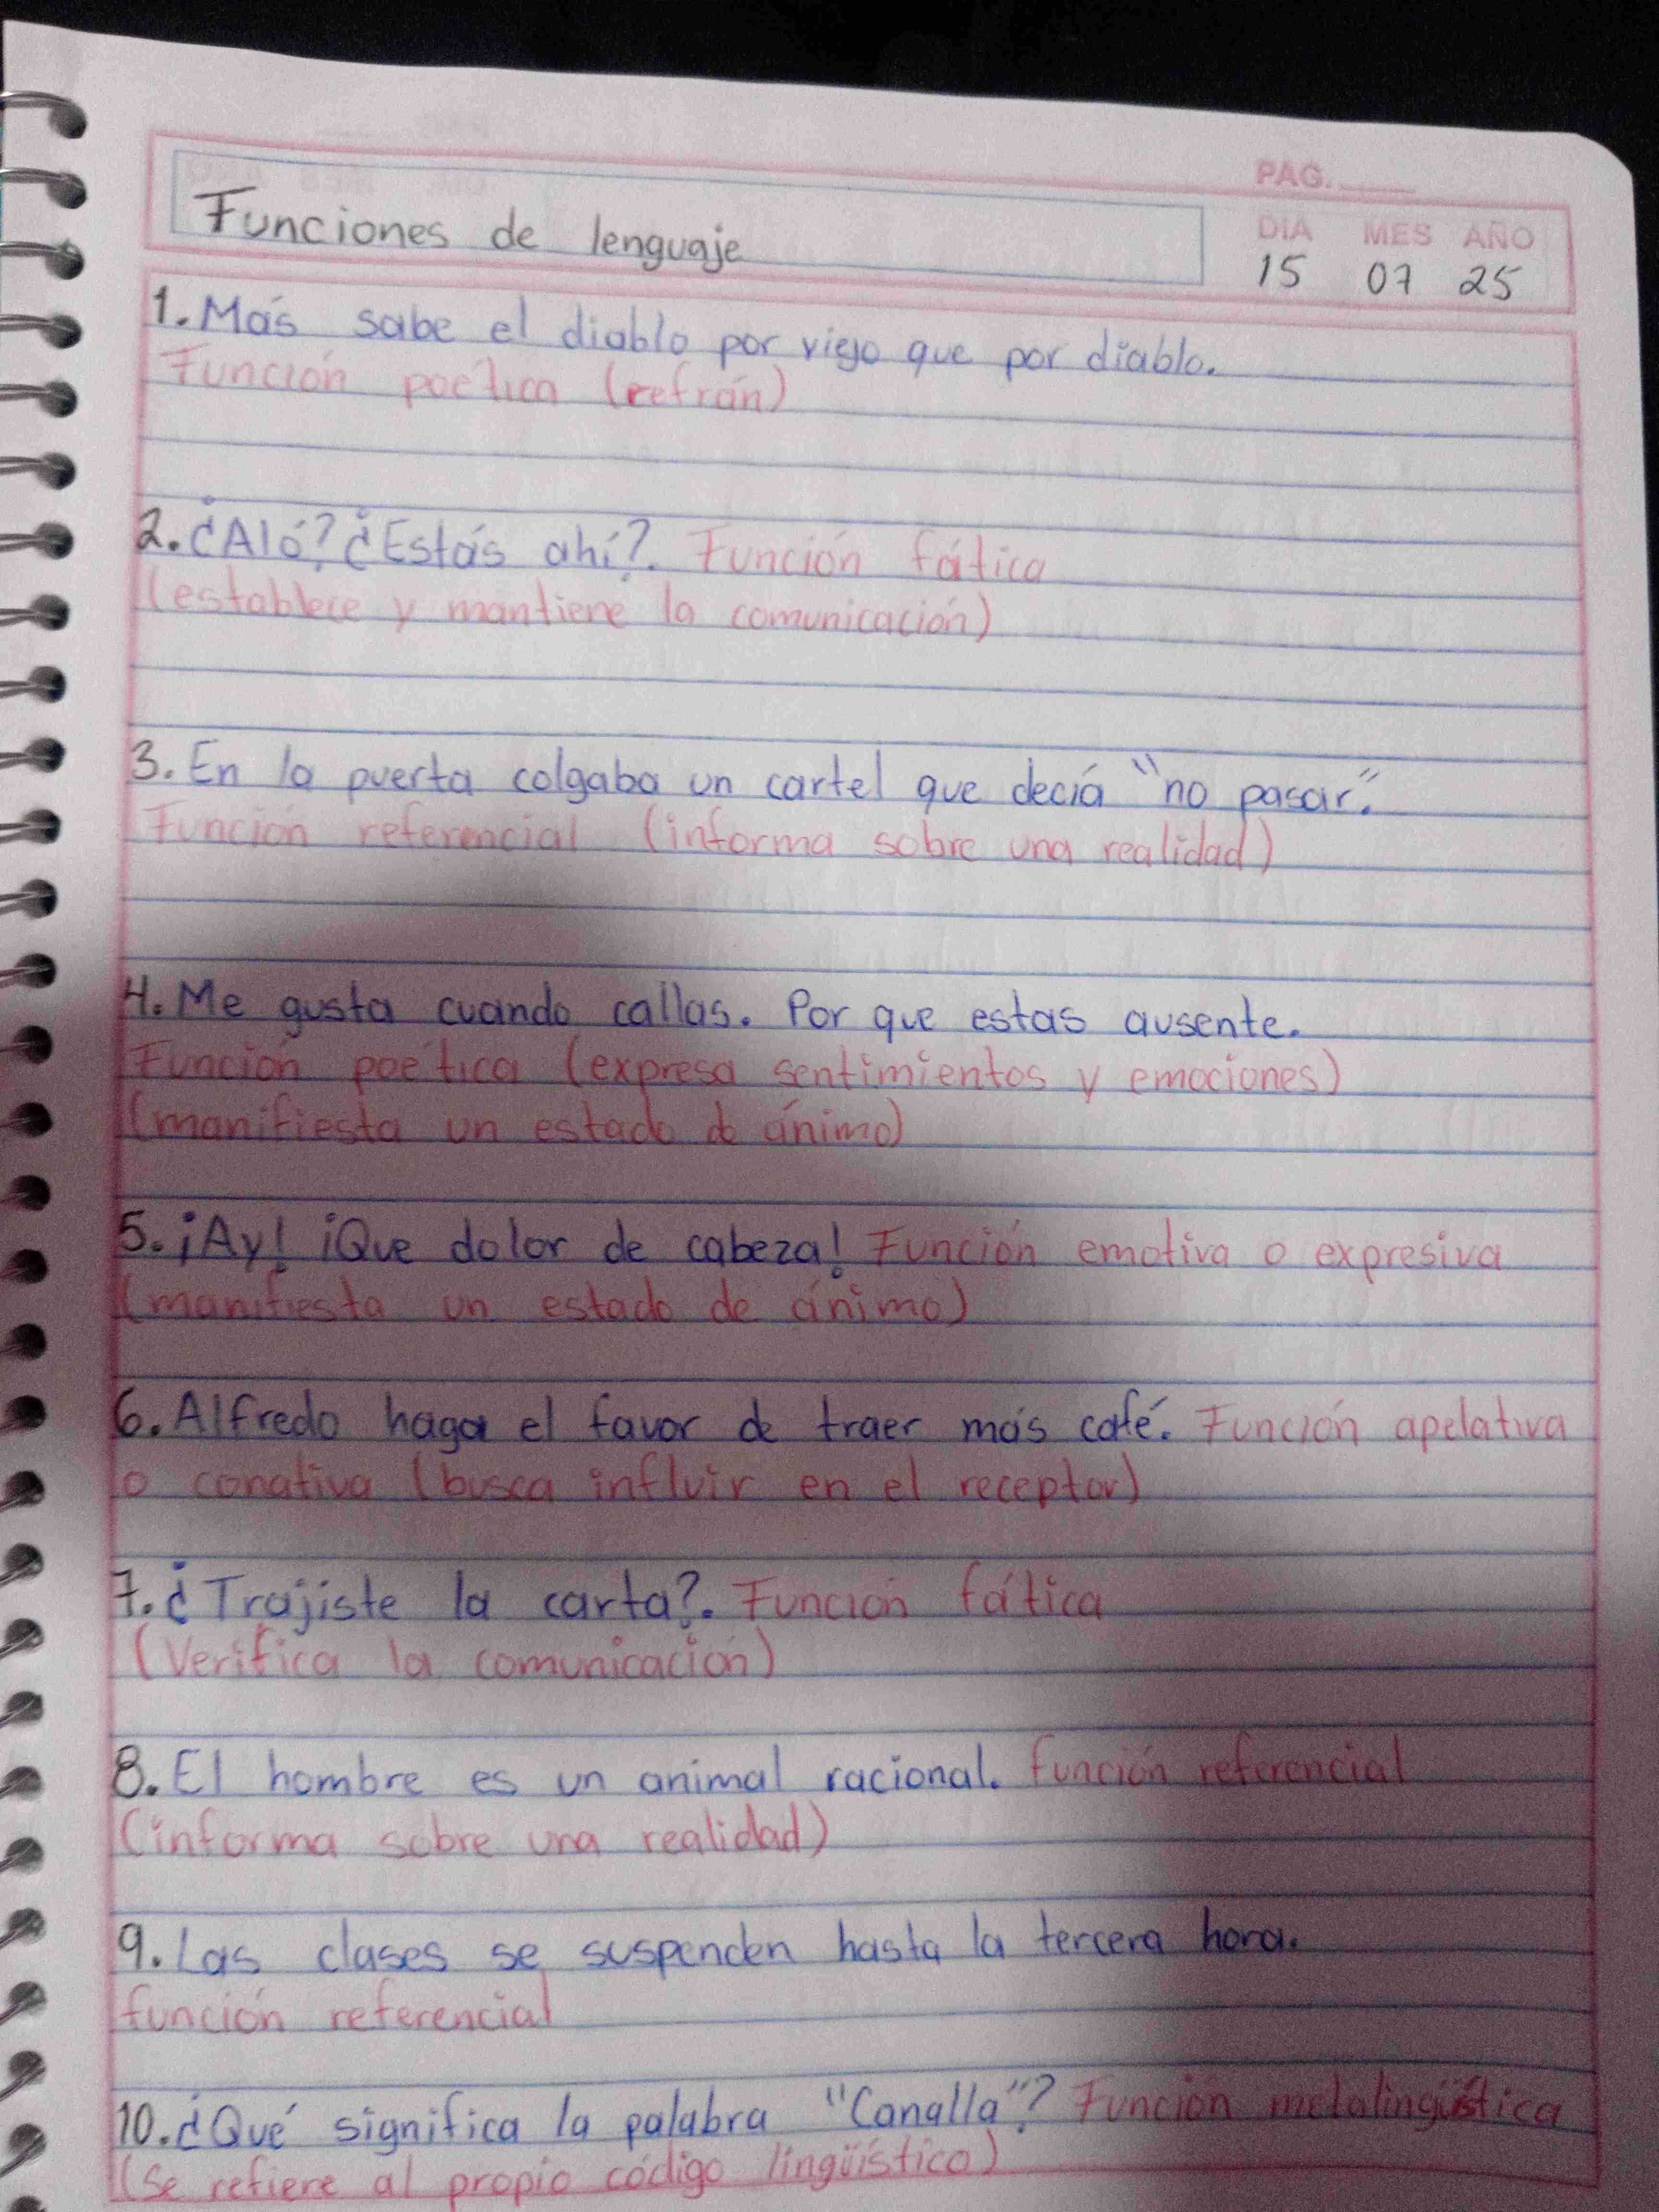 PAG.
Funciones de lenguaje
DIA MES AÑO
15 07 25
1. Más sabe el diablo por viejo que por diablo.
Función poética (refrán)
2. ¿Aló? ¿Estás ahí?. Función fática
(establece y mantiene la comunicación)
3. En la puerta colgaba un cartel que decía "no pasar".
Función referencial (informa sobre una realidad)
4. Me gusta cuando callas. Por que estas ausente.
Función poética (expresa sentimientos y emociones)
(manifiesta un estado de ánimo)
5. ¡Ay! ¡Que dolor de cabeza! Función emotiva o expresiva
(manifiesta un estado de ánimo)
6. Alfredo haga el favor de traer más café. Función apelativa
o conativa (busca influir en el receptor)
7. ¿Trajiste la carta?. Función fática
(Verifica la comunicación)
8. El hombre es un animal racional. función referencial
(informa sobre una realidad)
9. Las clases se suspenden hasta la tercera hora.
función referencial
10. ¿Qué significa la palabra "Canalla"? Función metalingüística
(se refiere al propio código lingüístico)